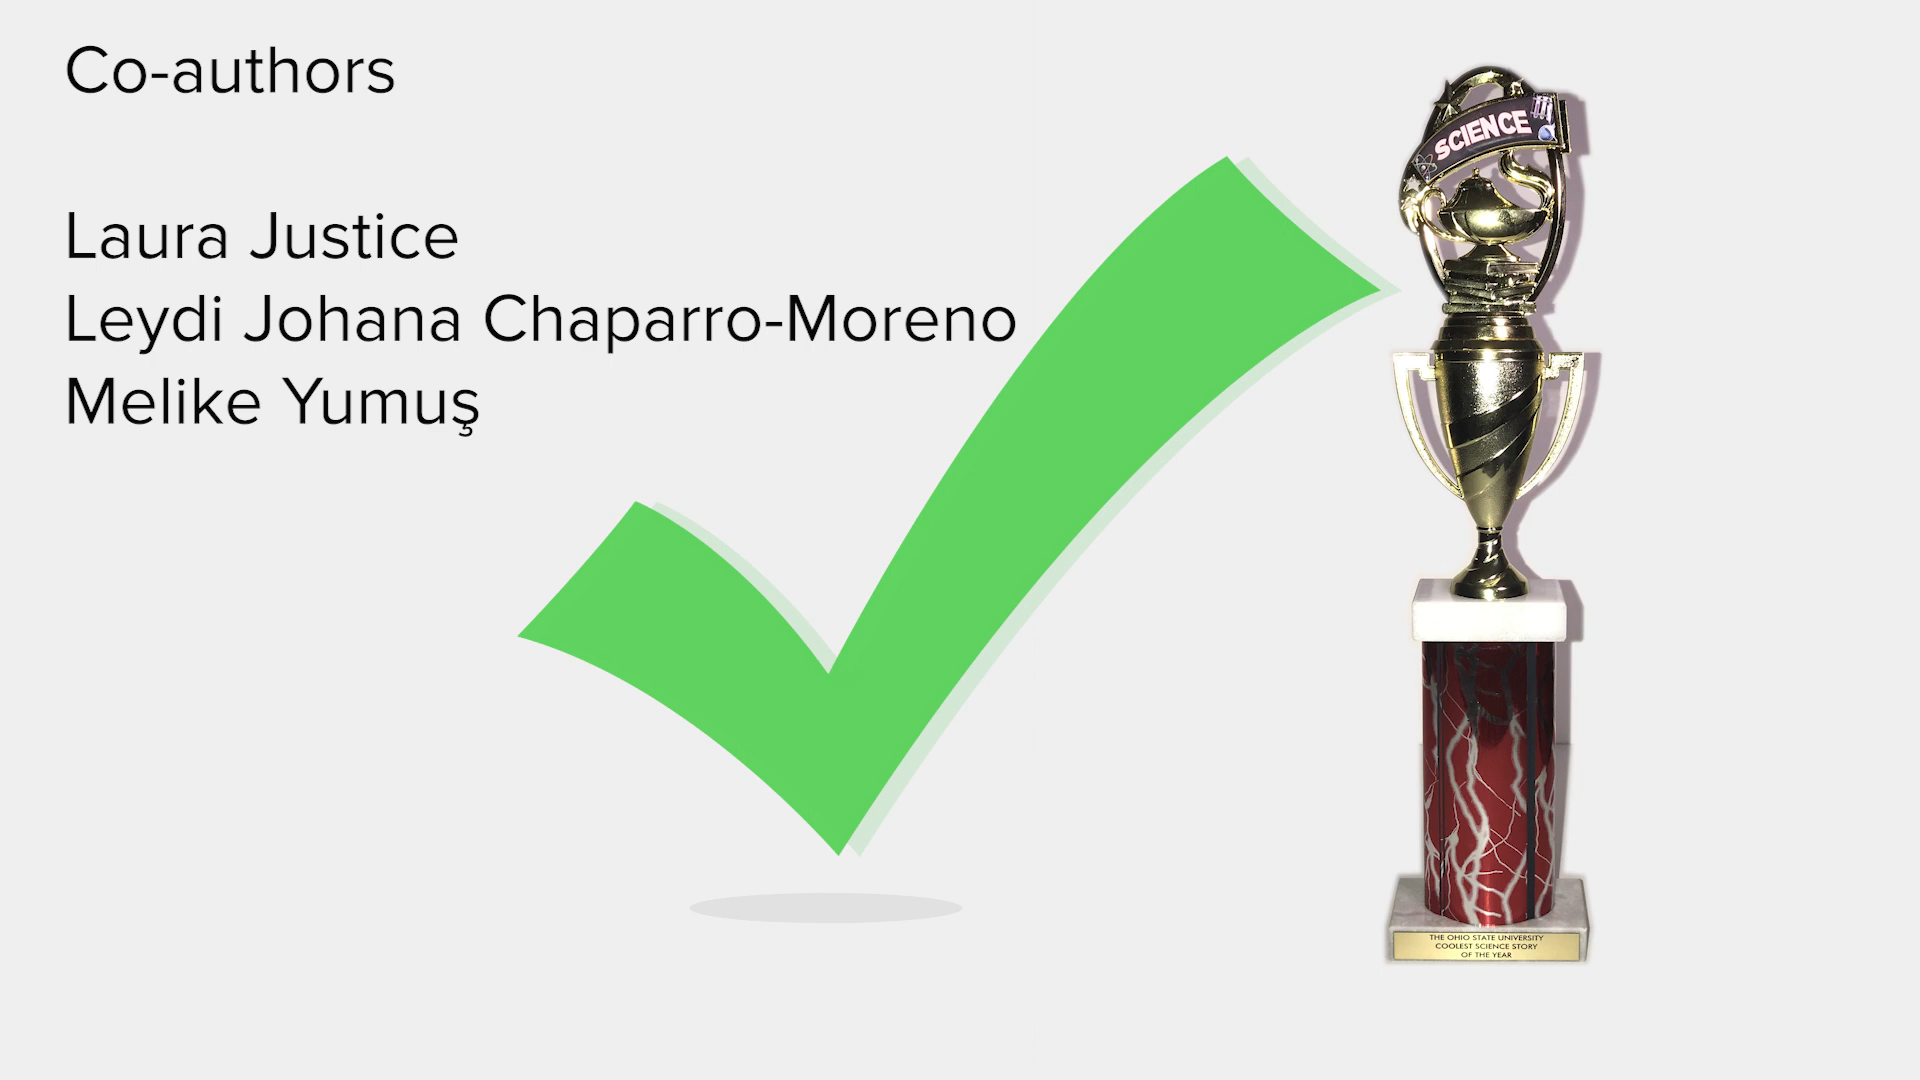 Co-authors
Laura Justice
Leydi Johana Chaparro-Moreno
Melike Yumuş
SCIENCE
THE OHIO STATE UNIVERSITY
COOLEST SCIENCE STORY
OF THE YEAR